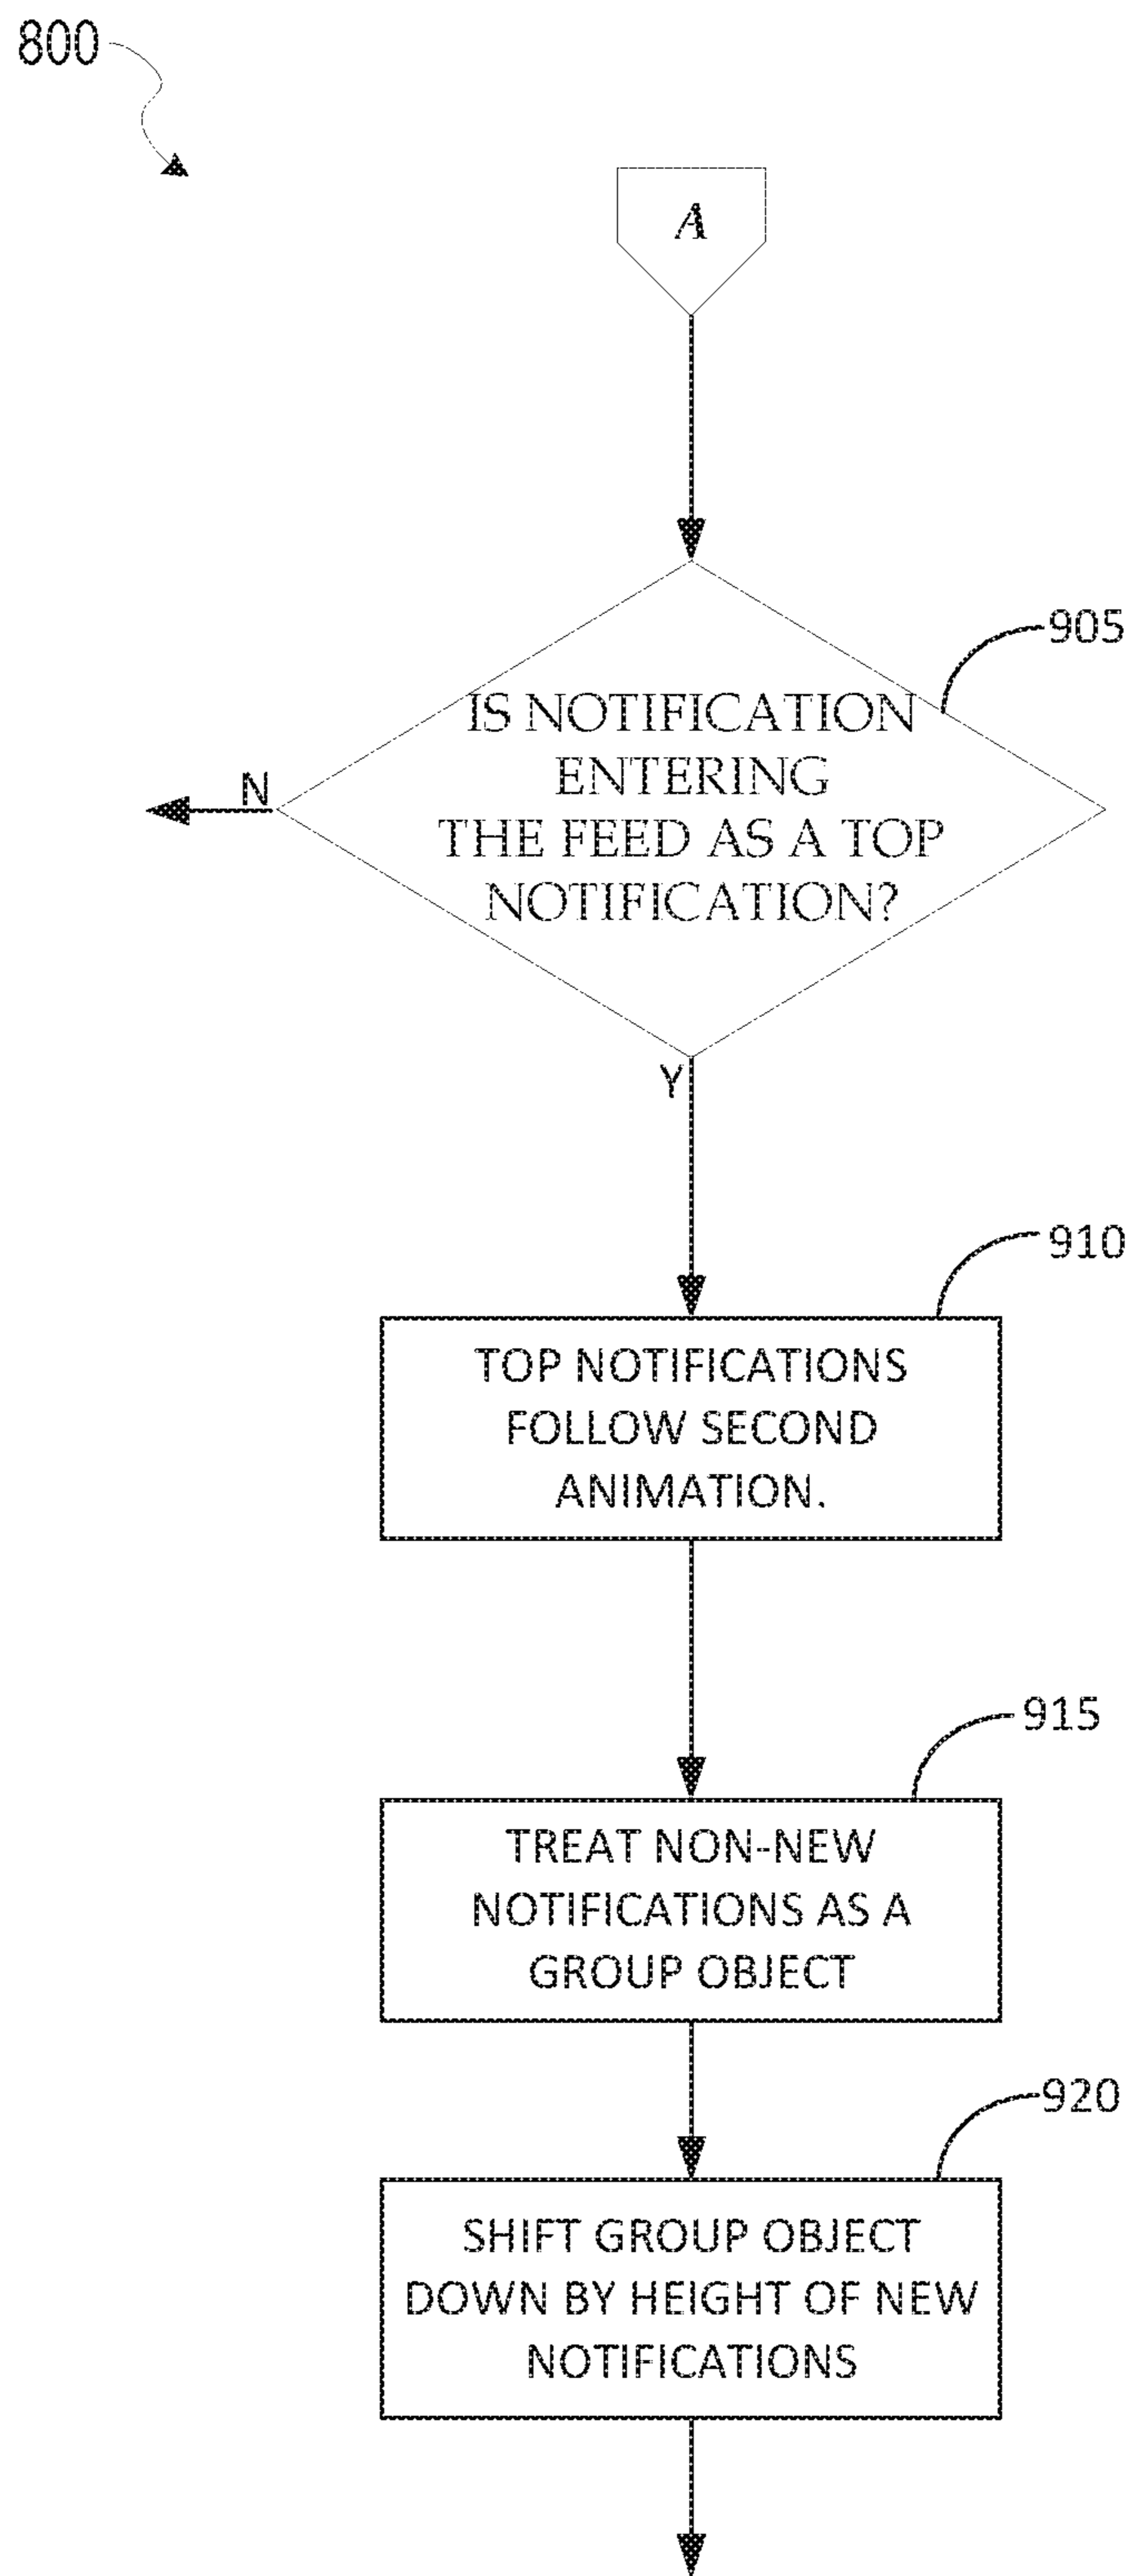 800
A
905
IS NOTIFICATION
ENTERING
THE FEED AS A TOP
NOTIFICATION?
N
Y
910
TOP NOTIFICATIONS
FOLLOW SECOND
ANIMATION.
915
TREAT NON-NEW
NOTIFICATIONS AS A
GROUP OBJECT
920
SHIFT GROUP OBJECT
DOWN BY HEIGHT OF NEW
NOTIFICATIONS